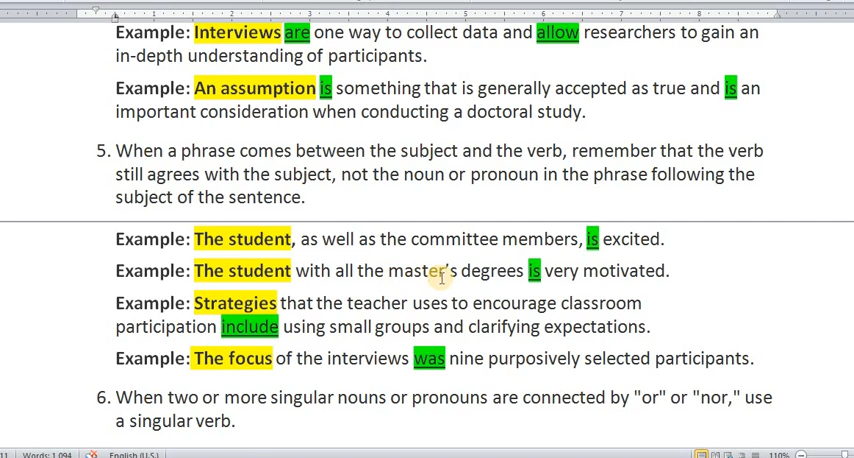 Example: Interviews are one way to collect data and allow researchers to gain an
in-depth understanding of participants.
Example: An assumption is something that is generally accepted as true and is an
important consideration when conducting a doctoral study.
5. When a phrase comes between the subject and the verb, remember that the verb
still agrees with the subject, not the noun or pronoun in the phrase following the
subject of the sentence.
Example: The student, as well as the committee members, is excited.
Example: The student with all the master's degrees is very motivated.
Example: Strategies that the teacher uses to encourage classroom
participation include using small groups and clarifying expectations.
Example: The focus of the interviews was nine purposively selected participants.
6. When two or more singular nouns or pronouns are connected by "or" or "nor," use
a singular verb.
11 Words: 1,094 English (U.S.) 110%